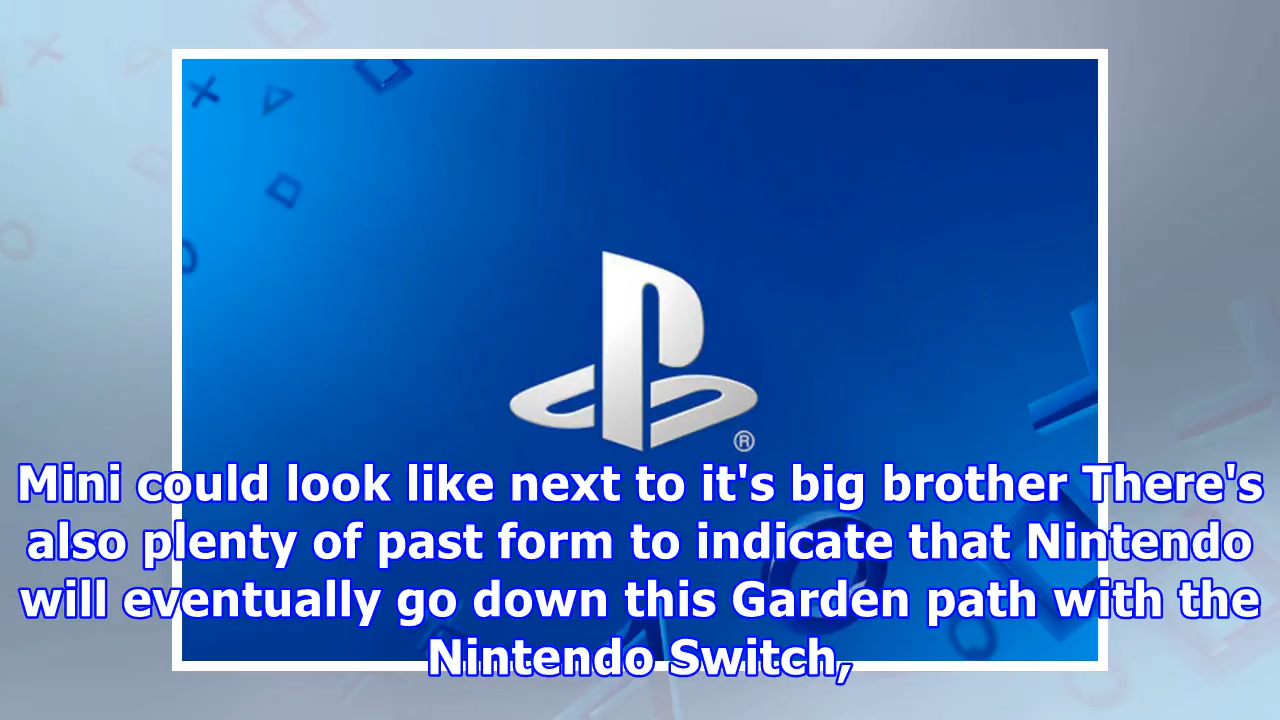 ®
Mini could look like next to it's big brother There's
also plenty of past form to indicate that Nintendo
will eventually go down this Garden path with the
Nintendo Switch,